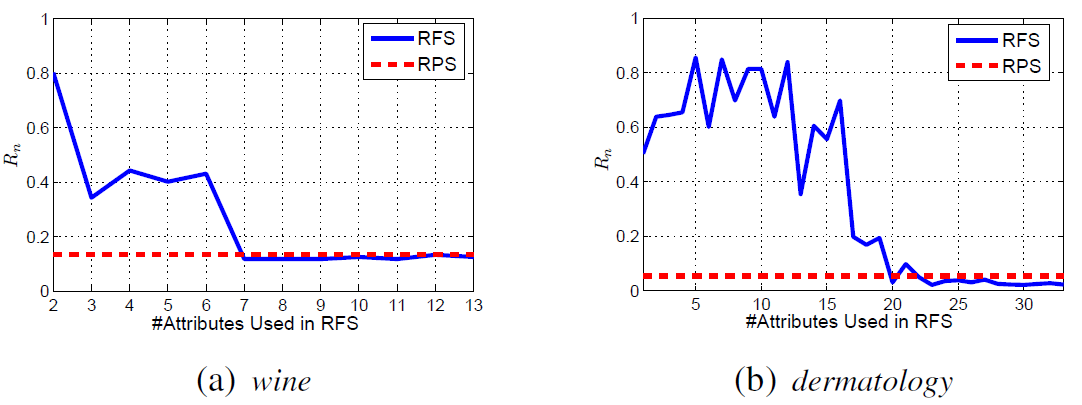 1
0.8
0.6
0.4
0.2
0
Rn
2 3 4 5 6 7 8 9 10 11 12 13
#Attributes Used in RFS
RFS
RPS
(a) wine
1
0.8
0.6
0.4
0.2
0
Rn
5 10 15 20 25 30
#Attributes Used in RFS
RFS
RPS
(b) dermatology